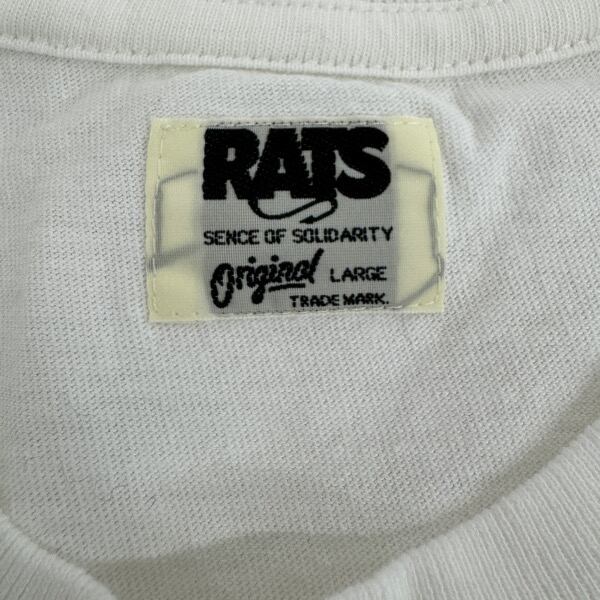 RATS
SENCE OF SOLIDARITY
Original LARGE
TRADE MARK.